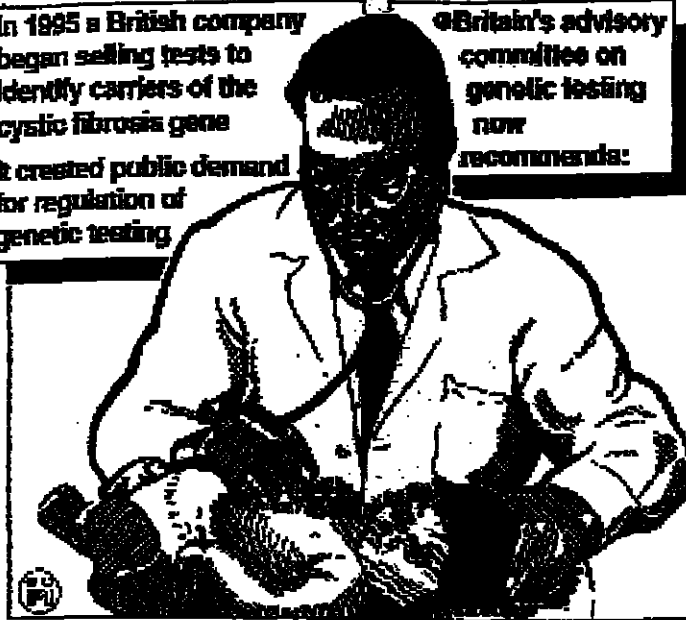 In 1995 a British company
began selling tests to
identify carriers of the
cystic fibrosis gene
It created public demand
for regulation of
genetic testing
Britain's advisory
committee on
genetic testing
now
recommends: